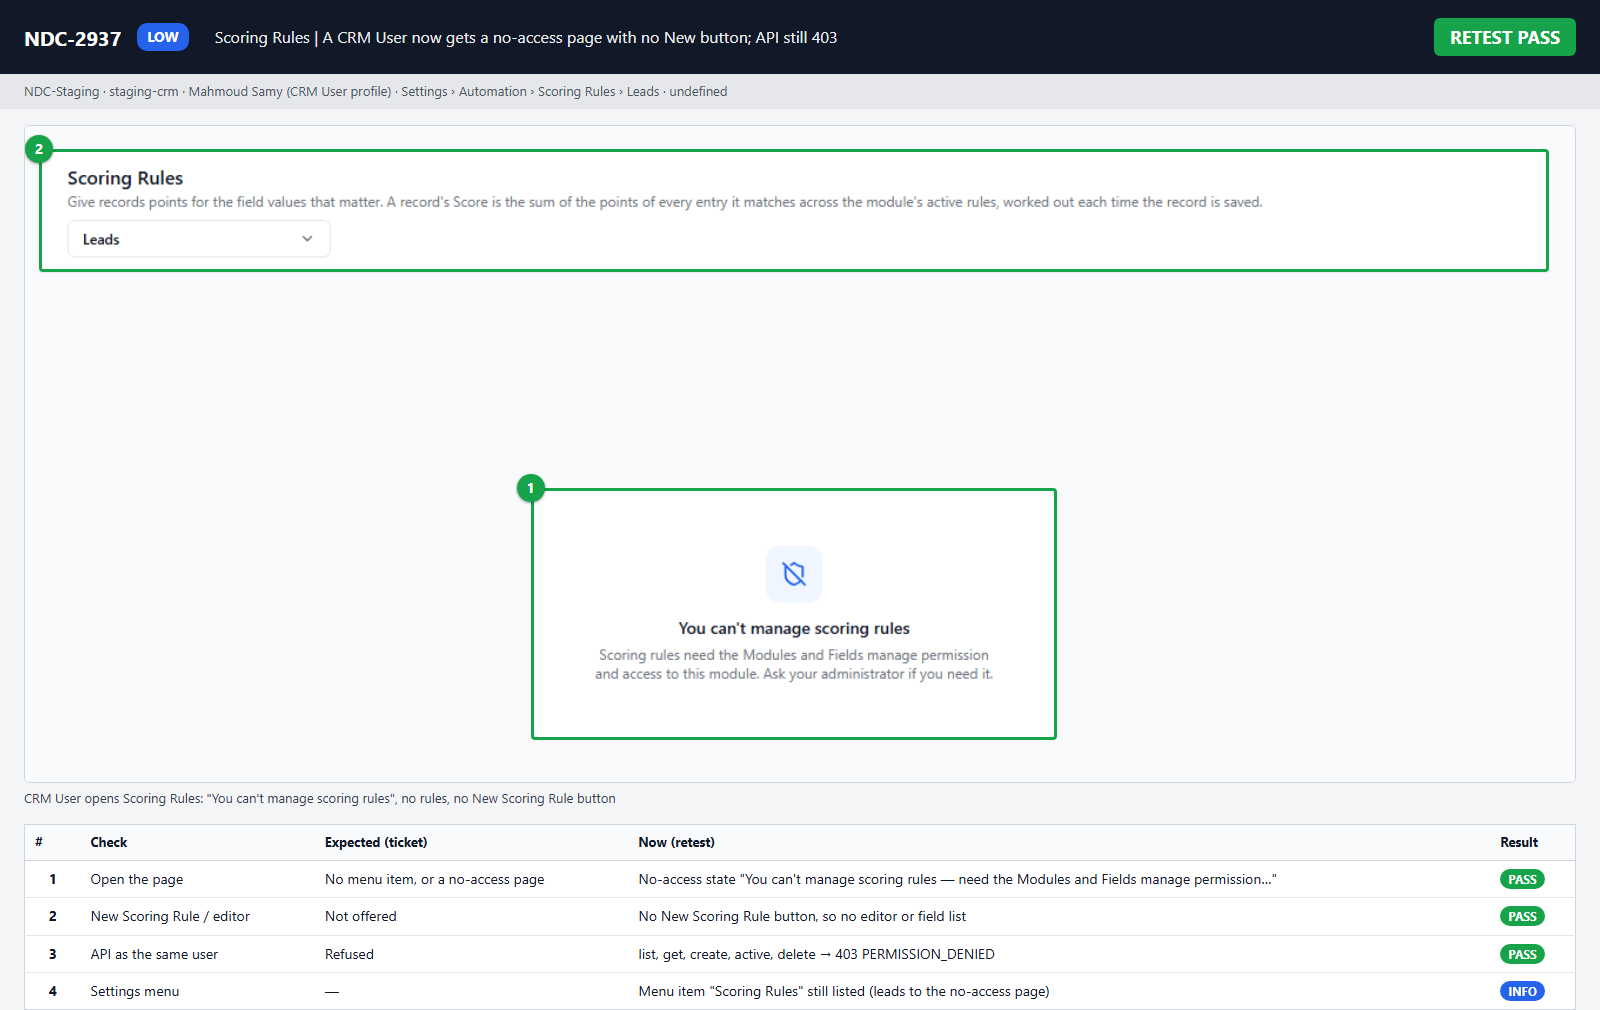 NDC-2937 LOW Scoring Rules | A CRM User now gets a no-access page with no New button; API still 403 RETEST PASS
NDC-Staging · staging-crm · Mahmoud Samy (CRM User profile) · Settings › Automation › Scoring Rules › Leads · undefined
2
Scoring Rules
Give records points for the field values that matter. A record's Score is the sum of the points of every entry it matches across the module's active rules, worked out each time the record is saved.
Leads
1
You can't manage scoring rules
Scoring rules need the Modules and Fields manage permission
and access to this module. Ask your administrator if you need it.
CRM User opens Scoring Rules: "You can't manage scoring rules", no rules, no New Scoring Rule button
# Check Expected (ticket) Now (retest) Result
1 Open the page No menu item, or a no-access page No-access state "You can't manage scoring rules — need the Modules and Fields manage permission..." PASS
2 New Scoring Rule / editor Not offered No New Scoring Rule button, so no editor or field list PASS
3 API as the same user Refused list, get, create, active, delete → 403 PERMISSION_DENIED PASS
4 Settings menu — Menu item "Scoring Rules" still listed (leads to the no-access page) INFO